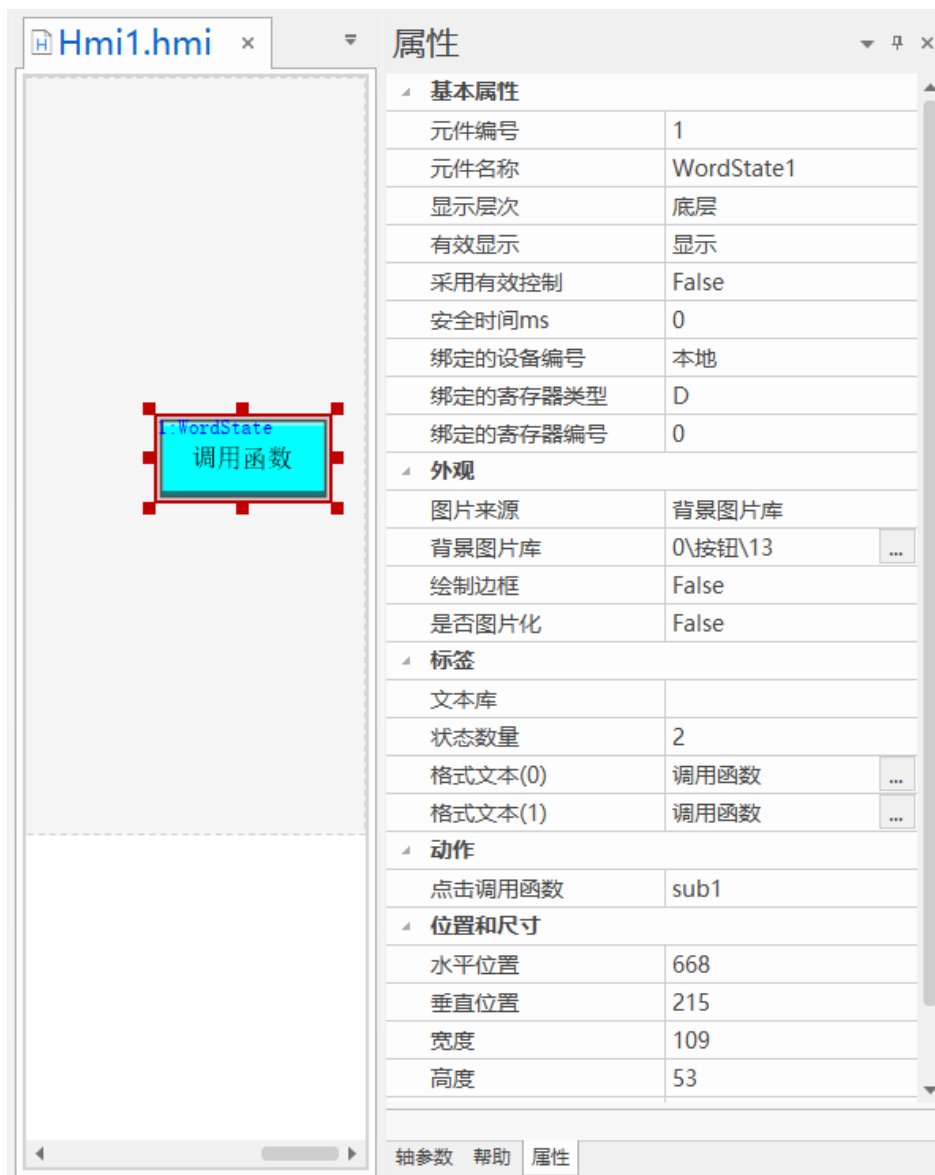 Hmi1.hmi
1:WordState
调用函数
属性
基本属性
元件编号 1
元件名称 WordState1
显示层次 底层
有效显示 显示
采用有效控制 False
安全时间ms 0
绑定的设备编号 本地
绑定的寄存器类型 D
绑定的寄存器编号 0
外观
图片来源 背景图片库
背景图片库 0\按钮\13 ...
绘制边框 False
是否图片化 False
标签
文本库
状态数量 2
格式文本(0) 调用函数 ...
格式文本(1) 调用函数 ...
动作
点击调用函数 sub1
位置和尺寸
水平位置 668
垂直位置 215
宽度 109
高度 53
轴参数 帮助 属性